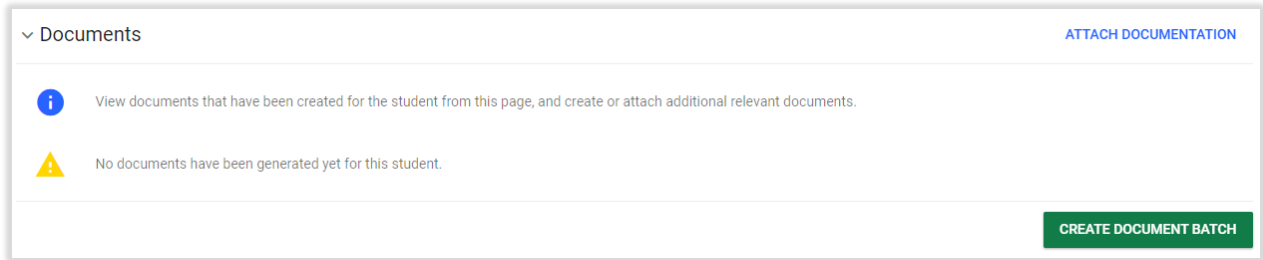 Documents
ATTACH DOCUMENTATION
View documents that have been created for the student from this page, and create or attach additional relevant documents.
No documents have been generated yet for this student.
CREATE DOCUMENT BATCH